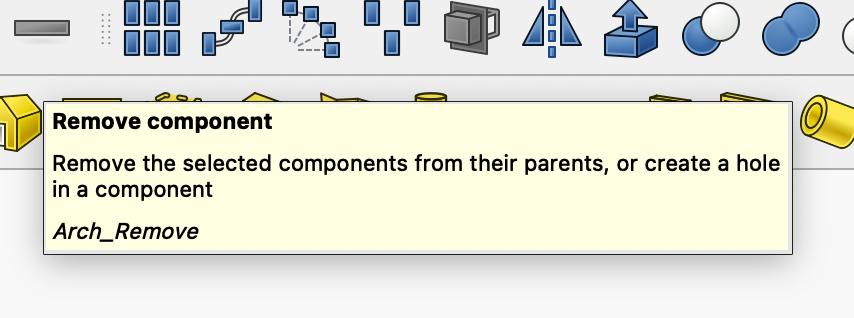 Remove component
Remove the selected components from their parents, or create a hole
in a component
Arch_Remove